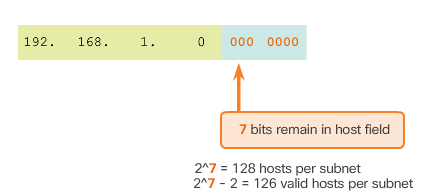 192. 168. 1. 0 000 0000
7 bits remain in host field
2^7 = 128 hosts per subnet
2^7 - 2 = 126 valid hosts per subnet